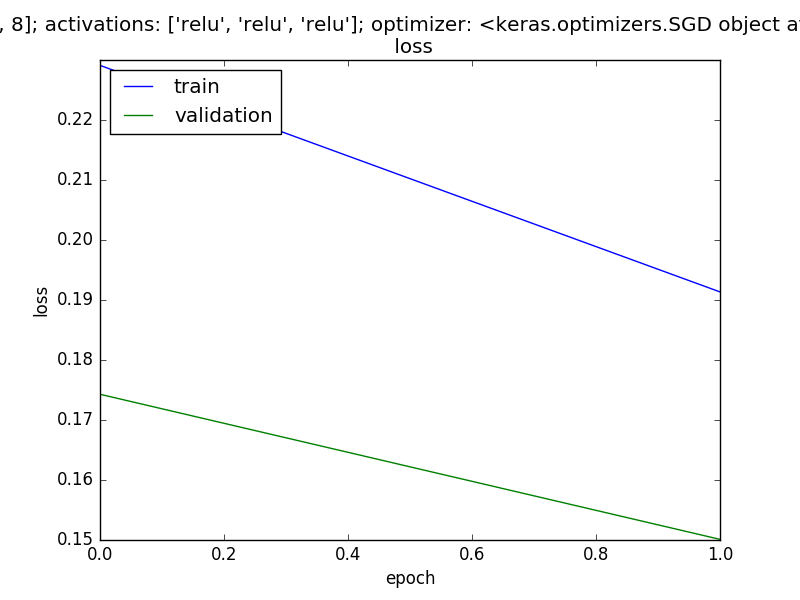 , 8]; activations: ['relu', 'relu', 'relu']; optimizer: <keras.optimizers.SGD object a
loss
train
validation
0.22
0.21
0.20
0.19
0.18
0.17
0.16
0.15
loss
0.0 0.2 0.4 0.6 0.8 1.0
epoch